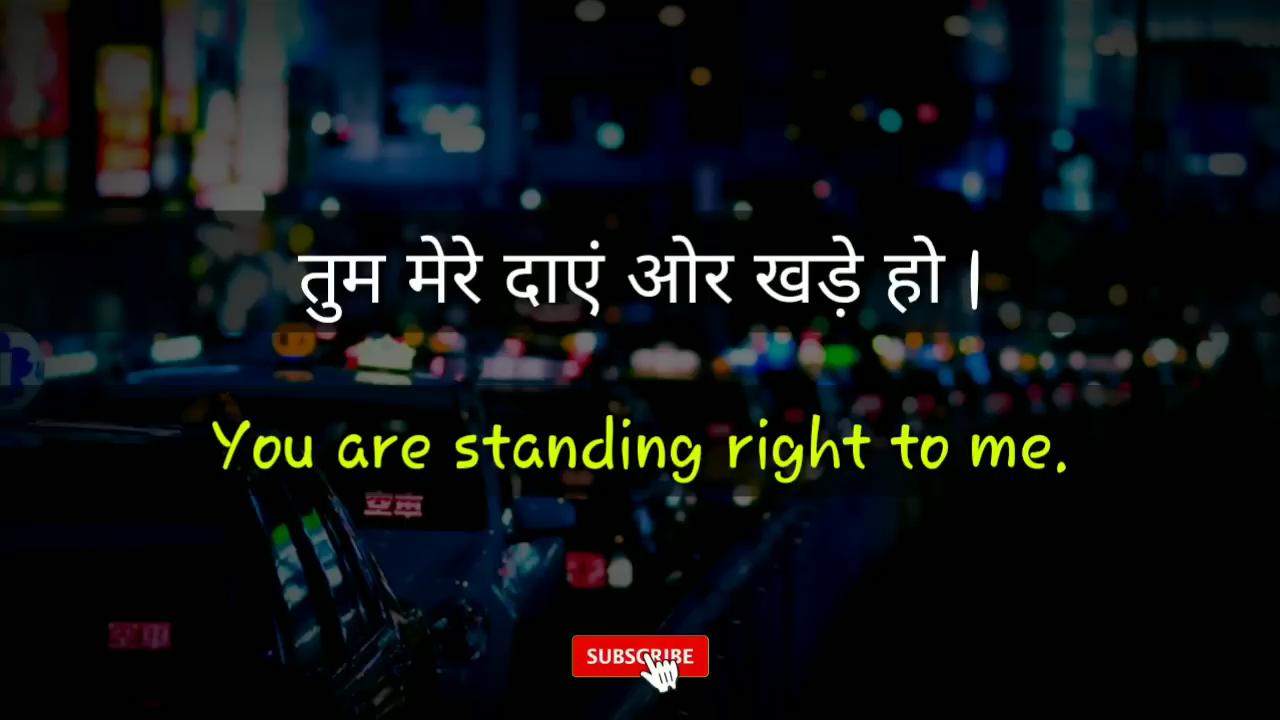 तुम मेरे दाएं ओर खड़े हो |
You are standing right to me.
SUBSCRIBE